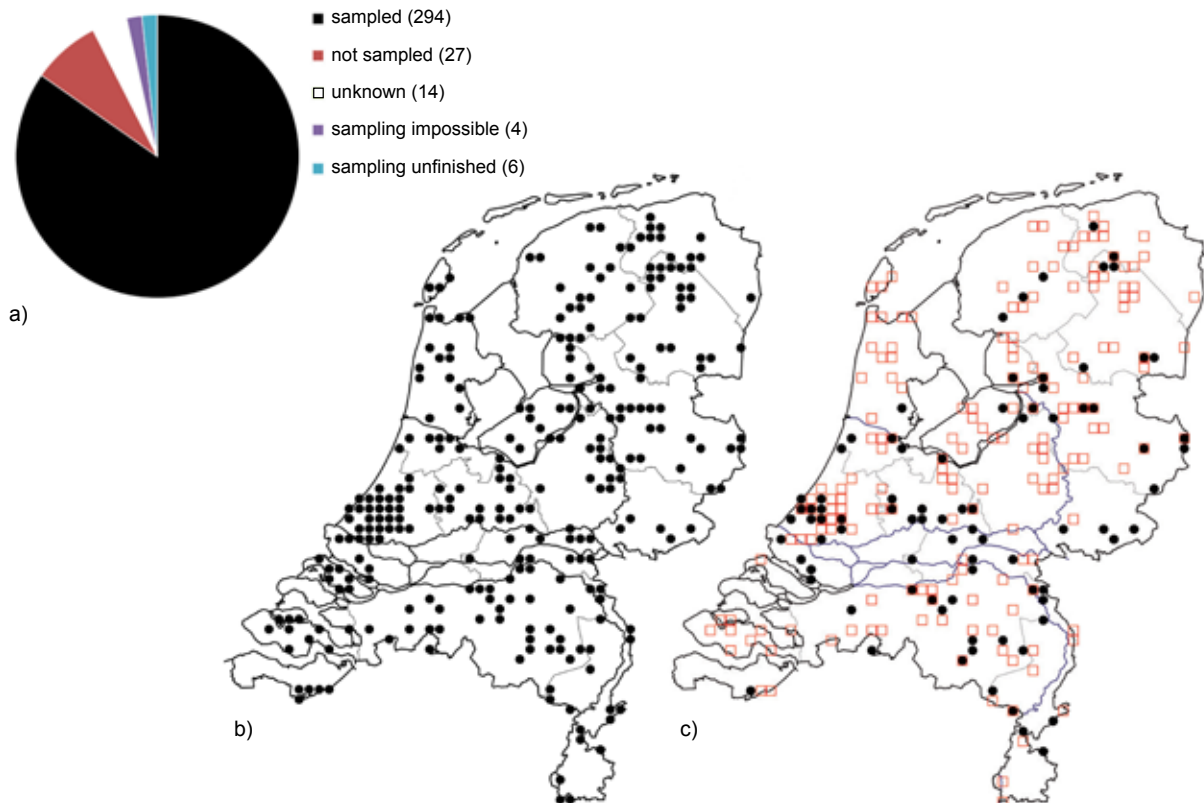 sampled (294)
not sampled (27)
unknown (14)
sampling impossible (4)
sampling unfinished (6)
a)
b)
c)